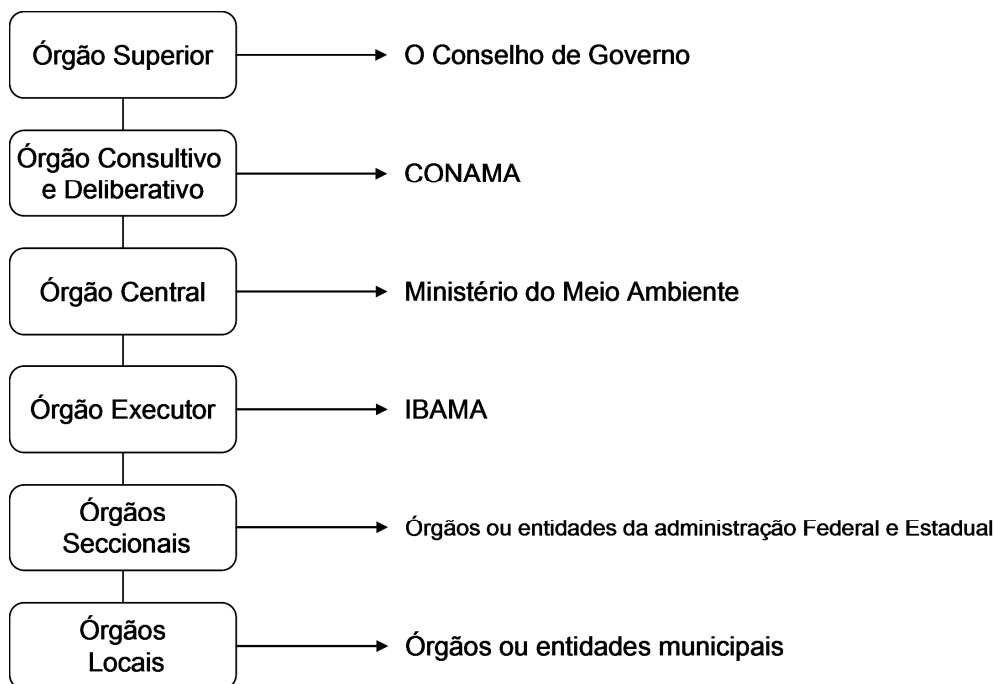 Órgão Superior
O Conselho de Governo
Órgão Consultivo
e Deliberativo
CONAMA
Órgão Central
Ministério do Meio Ambiente
Órgão Executor
IBAMA
Órgãos
Seccionais
Órgãos ou entidades da administração Federal e Estadual
Órgãos
Locais
Órgãos ou entidades municipais